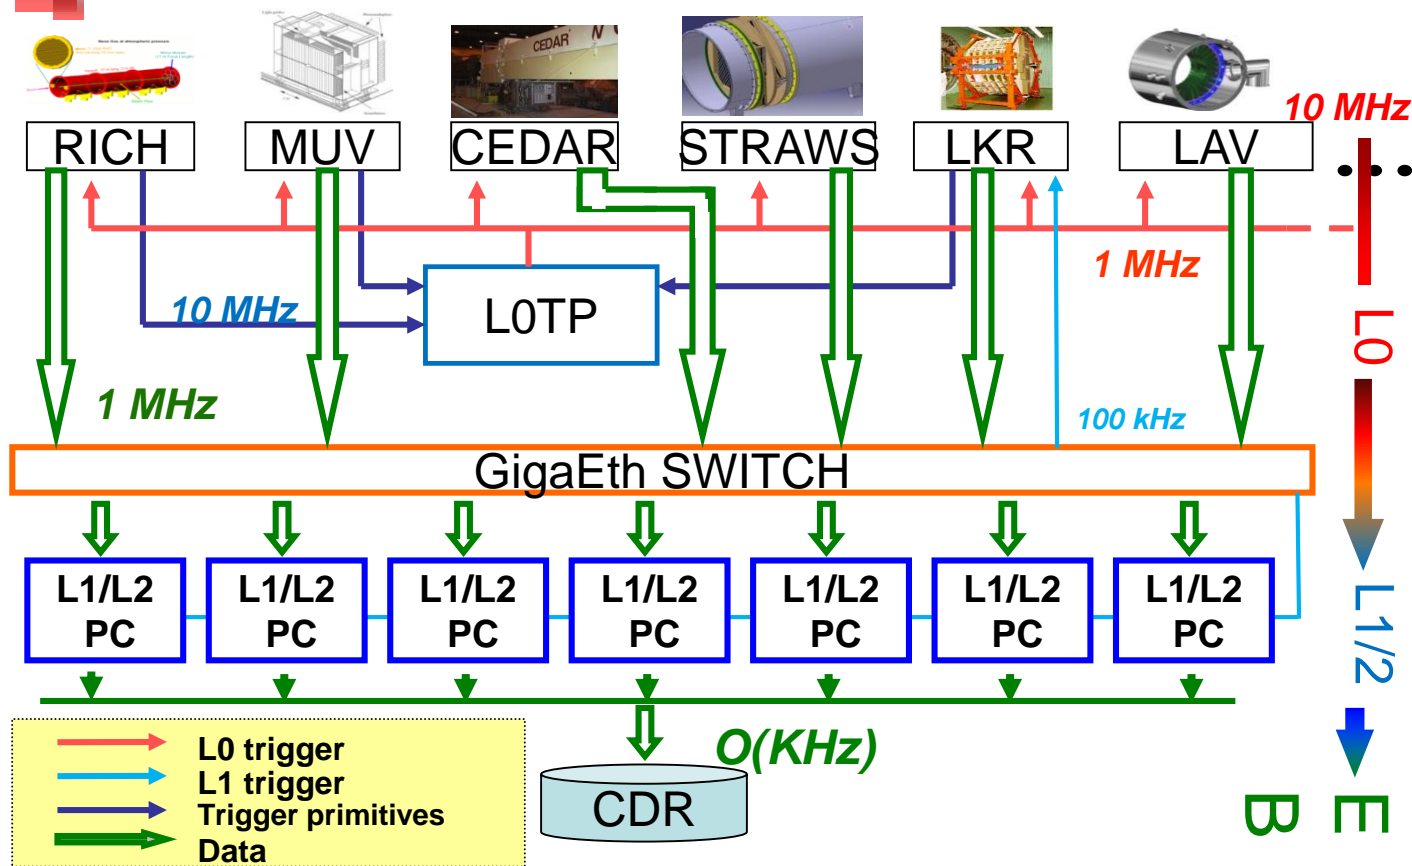 CEDAR N
10 MHz
RICH
MUV
CEDAR
STRAWS
LKR
LAV
1 MHz
10 MHz
L0TP
L0
1 MHz
100 kHz
GigaEth SWITCH
L1/L2 PC
L1/L2 PC
L1/L2 PC
L1/L2 PC
L1/L2 PC
L1/L2 PC
L1/L2 PC
L1/2
L0 trigger
L1 trigger
Trigger primitives
Data
O(KHz)
CDR
E
B